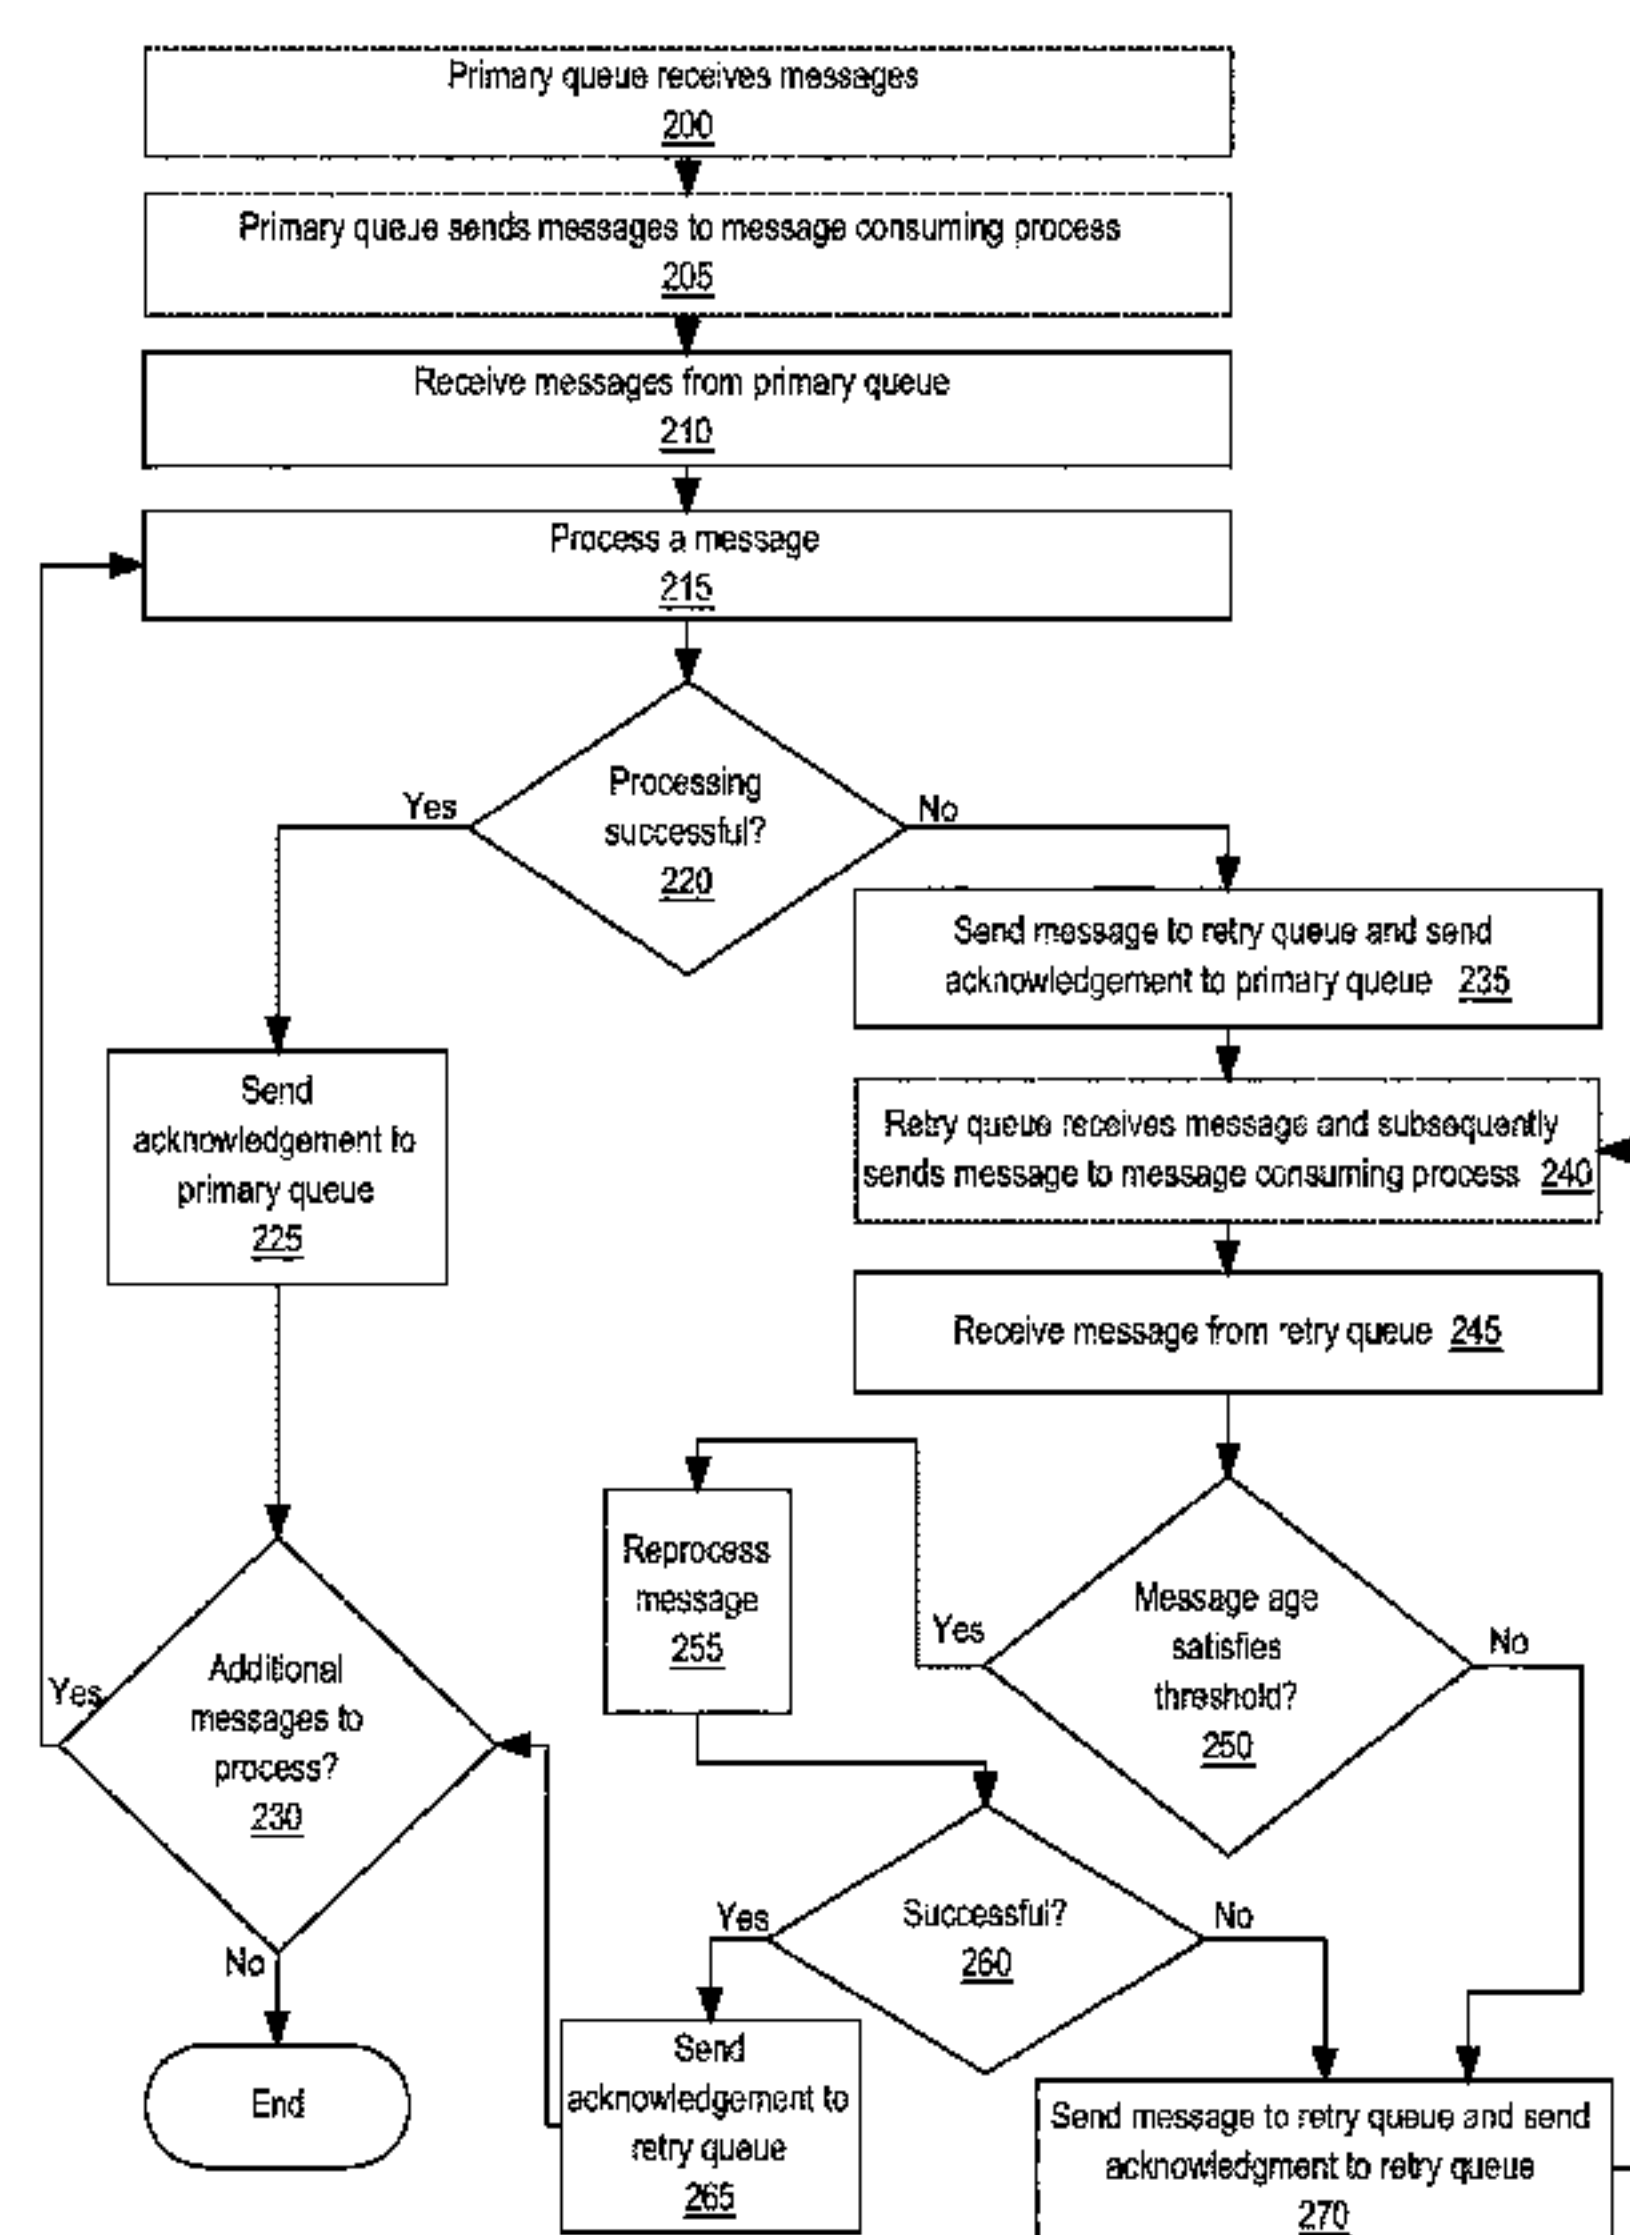 Primary queue receives messages
200
Primary queue sends messages to message consuming process
205
Receive messages from primary queue
210
Process a message
215
Processing
successful?
220
Yes
No
Send message to retry queue and send
acknowledgement to primary queue 235
Send
acknowledgement to
primary queue
225
Retry queue receives message and subsequently
sends message to message consuming process 240
Receive message from retry queue 245
Reprocess
message
255
Message age
satisfies
threshold?
250
Yes
No
Additional
messages to
process?
230
Yes
No
Successful?
260
Yes
No
End
Send
acknowledgement to
retry queue
265
Send message to retry queue and send
acknowledgment to retry queue
270